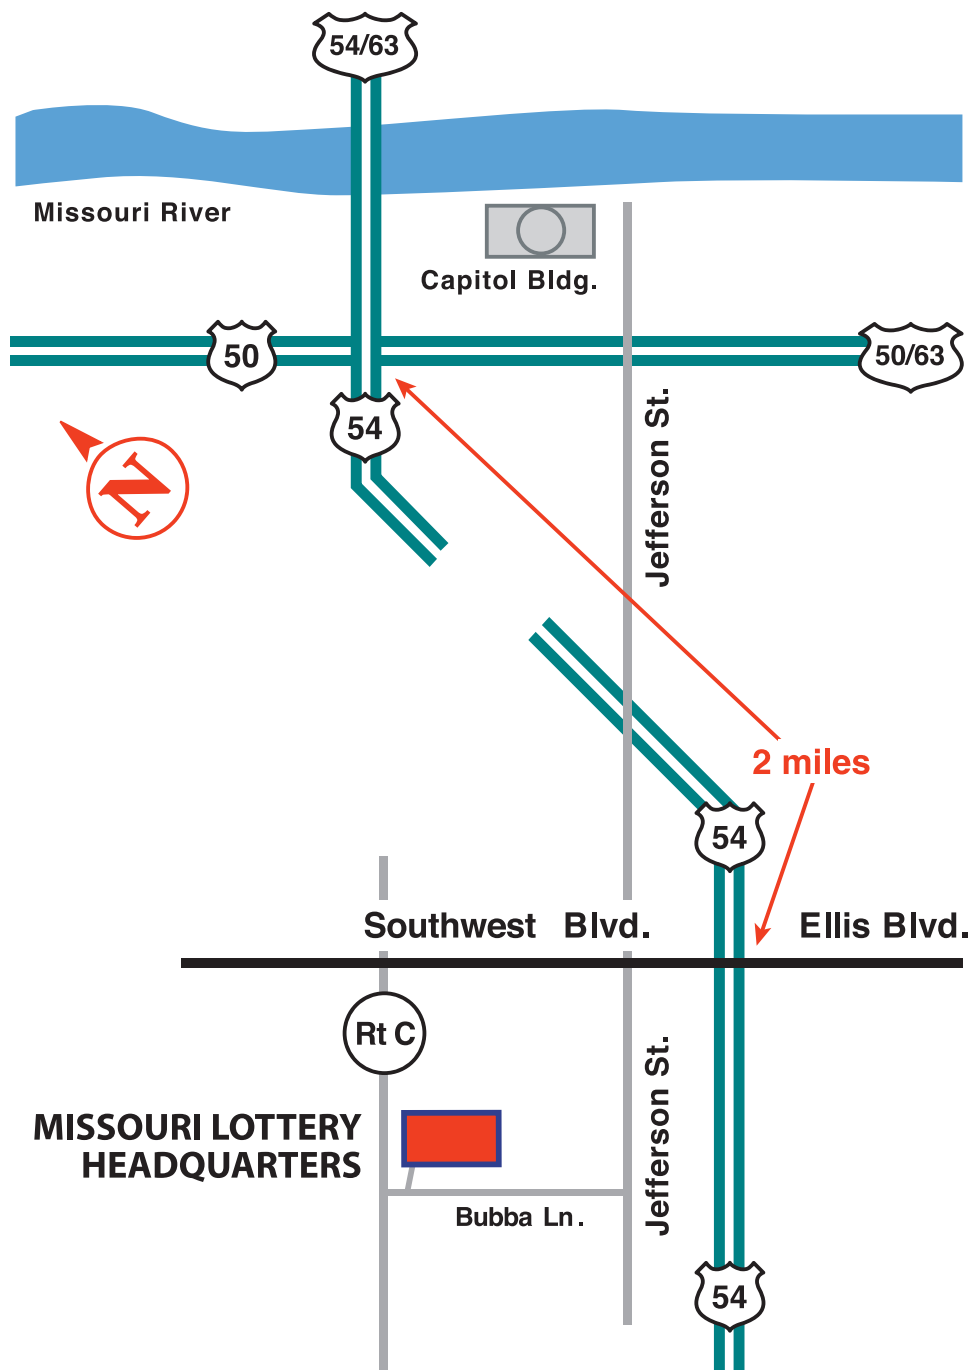 54/63
Missouri River
Capitol Bldg.
50
50/63
54
Jefferson St.
N
2 miles
54
Southwest Blvd.
Ellis Blvd.
Rt C
MISSOURI LOTTERY
HEADQUARTERS
Jefferson St.
Bubba Ln.
54